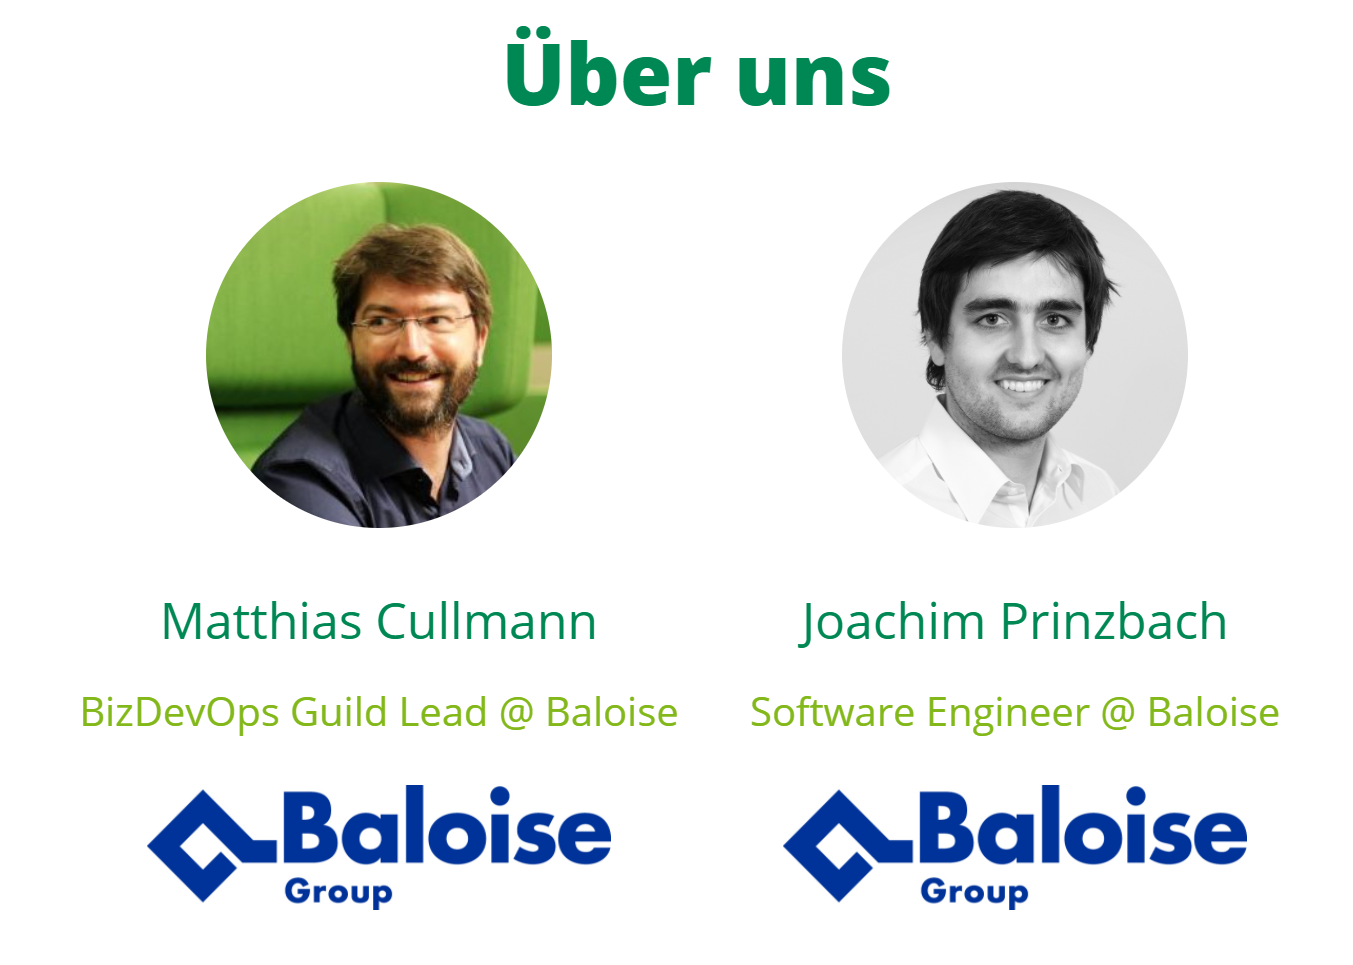 Über uns
Matthias Cullmann
BizDevOps Guild Lead @ Baloise
Baloise
Group
Joachim Prinzbach
Software Engineer @ Baloise
Baloise
Group